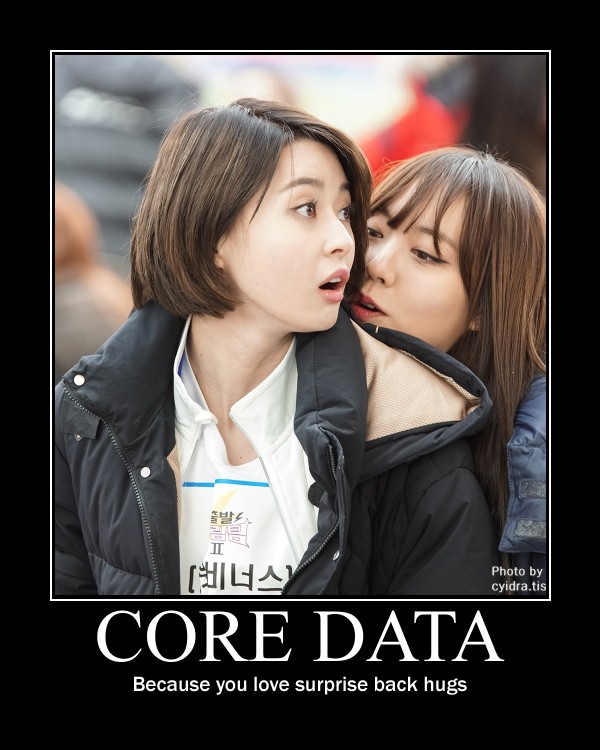 출발
드림팀
II
[헬비너스]
Photo by
cyidra.tis
CORE DATA
Because you love surprise back hugs